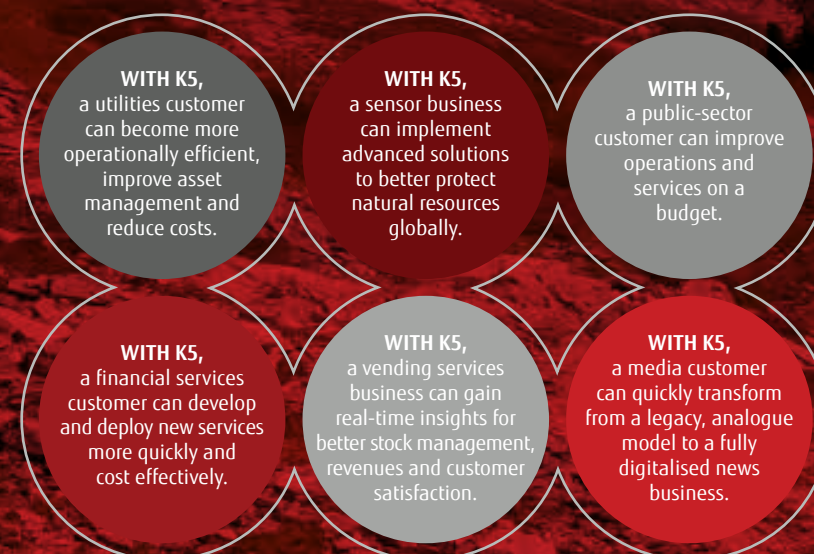 WITH K5,
a utilities customer
can become more
operationally efficient,
improve asset
management and
reduce costs.
WITH K5,
a sensor business
can implement
advanced solutions
to better protect
natural resources
globally.
WITH K5,
a public-sector
customer can improve
operations and
services on a
budget.
WITH K5,
a financial services
customer can develop
and deploy new services
more quickly and
cost effectively.
WITH K5,
a vending services
business can gain
real-time insights for
better stock management,
revenues and customer
satisfaction.
WITH K5,
a media customer
can quickly transform
from a legacy, analogue
model to a fully
digitalised news
business.